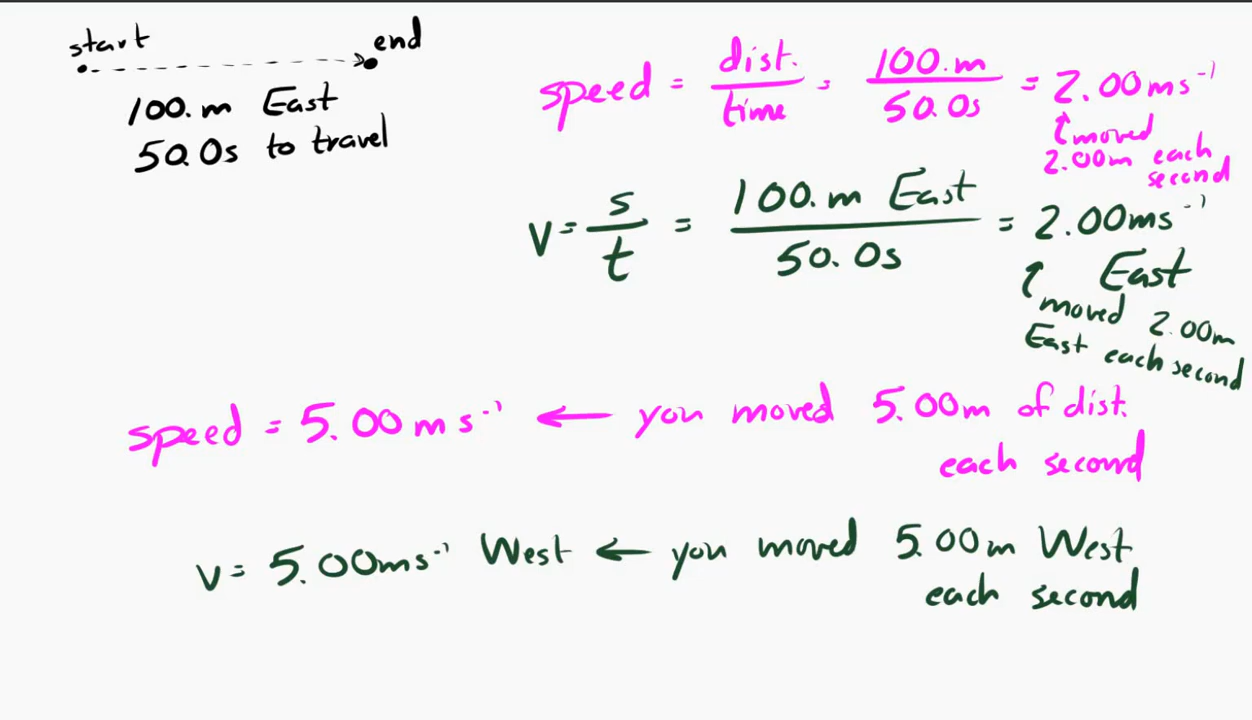 start end
100. m East
50.0s to travel
speed = dist. / time = 100. m / 50.0s = 2.00ms⁻¹
↑ moved
2.00m each
second
v = s / t = 100. m East / 50.0s = 2.00ms⁻¹
East
↑ moved 2.00m
East each second
speed = 5.00ms⁻¹ ← you moved 5.00m of dist.
each second
v = 5.00ms⁻¹ West ← you moved 5.00m West
each second